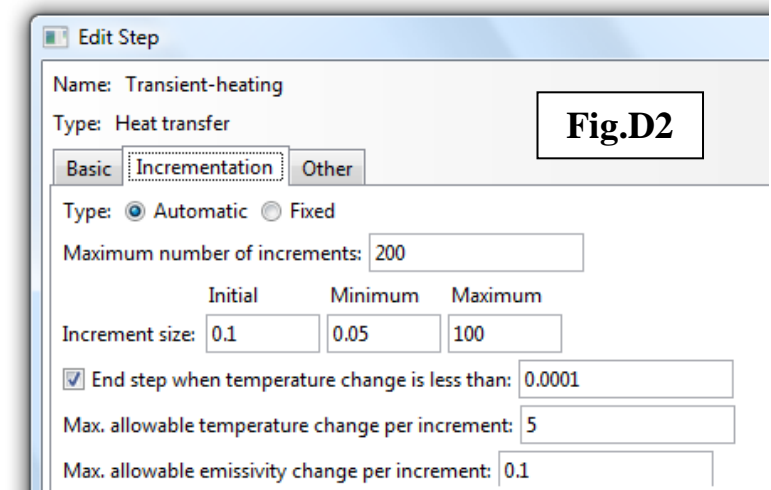 Edit Step
Name: Transient-heating
Type: Heat transfer
Fig.D2
Basic Incrementation Other
Type: Automatic Fixed
Maximum number of increments: 200
Initial Minimum Maximum
Increment size: 0.1 0.05 100
End step when temperature change is less than: 0.0001
Max. allowable temperature change per increment: 5
Max. allowable emissivity change per increment: 0.1